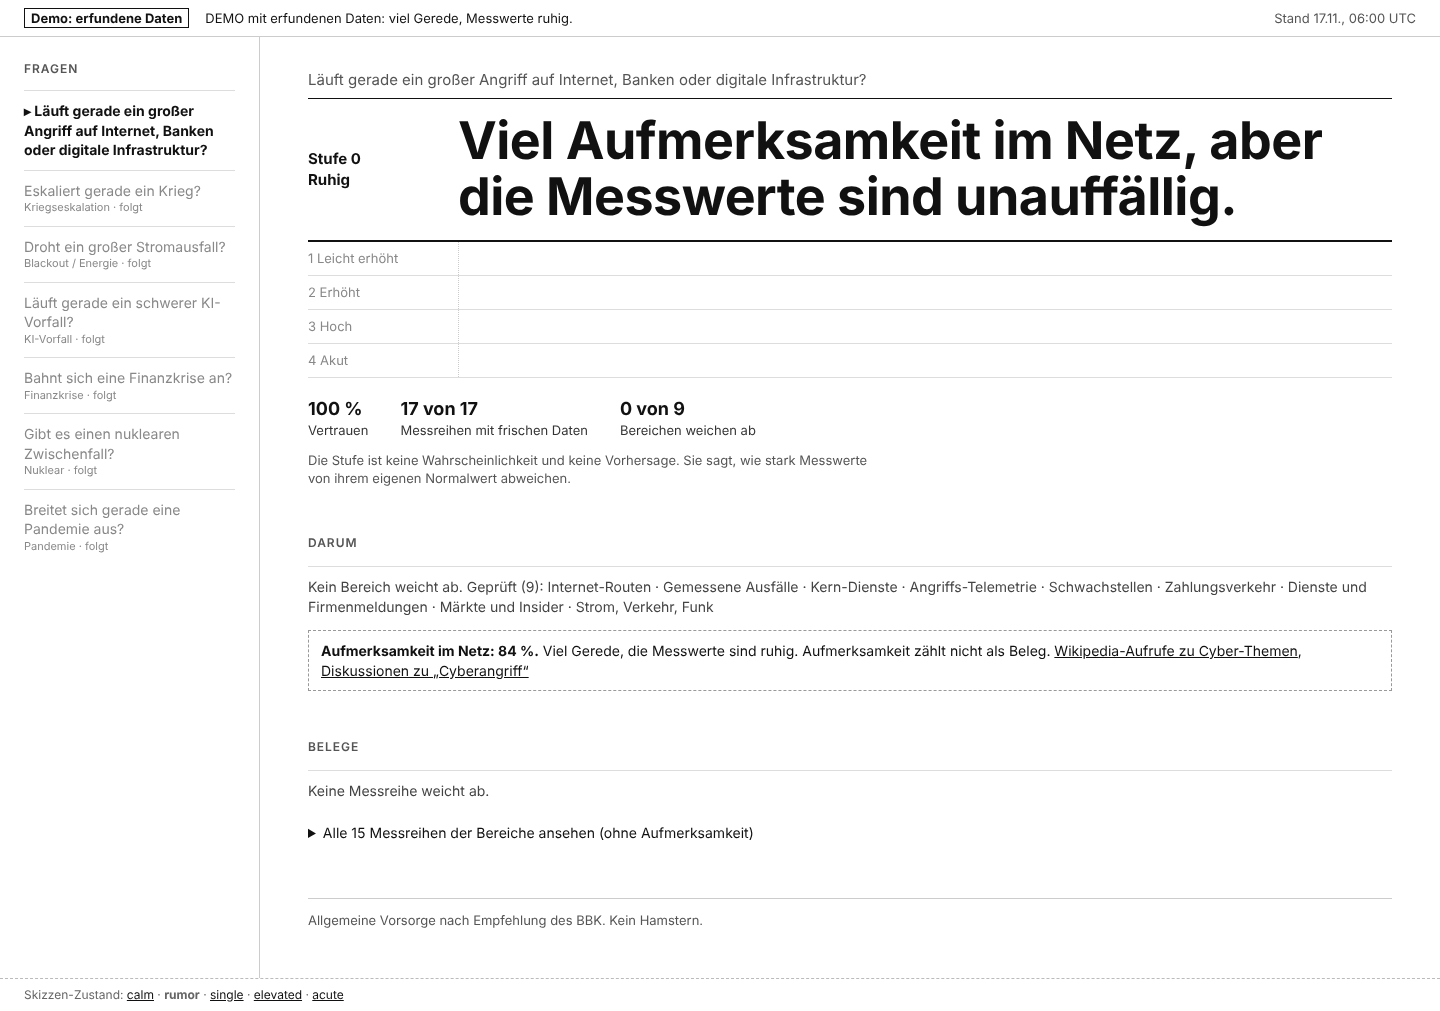 Demo: erfundene Daten
DEMO mit erfundenen Daten: viel Gerede, Messwerte ruhig.
Stand 17.11., 06:00 UTC
FRAGEN
▸ Läuft gerade ein großer
Angriff auf Internet, Banken
oder digitale Infrastruktur?
Eskaliert gerade ein Krieg?
Kriegseskalation · folgt
Droht ein großer Stromausfall?
Blackout / Energie · folgt
Läuft gerade ein schwerer KI-
Vorfall?
KI-Vorfall · folgt
Bahnt sich eine Finanzkrise an?
Finanzkrise · folgt
Gibt es einen nuklearen
Zwischenfall?
Nuklear · folgt
Breitet sich gerade eine
Pandemie aus?
Pandemie · folgt
Läuft gerade ein großer Angriff auf Internet, Banken oder digitale Infrastruktur?
Stufe 0
Ruhig
Viel Aufmerksamkeit im Netz, aber
die Messwerte sind unauffällig.
1 Leicht erhöht
2 Erhöht
3 Hoch
4 Akut
100 %
Vertrauen
17 von 17
Messreihen mit frischen Daten
0 von 9
Bereichen weichen ab
Die Stufe ist keine Wahrscheinlichkeit und keine Vorhersage. Sie sagt, wie stark Messwerte
von ihrem eigenen Normalwert abweichen.
DARUM
Kein Bereich weicht ab. Geprüft (9): Internet-Routen · Gemessene Ausfälle · Kern-Dienste · Angriffs-Telemetrie · Schwachstellen · Zahlungsverkehr · Dienste und
Firmenmeldungen · Märkte und Insider · Strom, Verkehr, Funk
Aufmerksamkeit im Netz: 84 %. Viel Gerede, die Messwerte sind ruhig. Aufmerksamkeit zählt nicht als Beleg. Wikipedia-Aufrufe zu Cyber-Themen,
Diskussionen zu „Cyberangriff“
BELEGE
Keine Messreihe weicht ab.
▶ Alle 15 Messreihen der Bereiche ansehen (ohne Aufmerksamkeit)
Allgemeine Vorsorge nach Empfehlung des BBK. Kein Hamstern.
Skizzen-Zustand: calm · rumor · single · elevated · acute